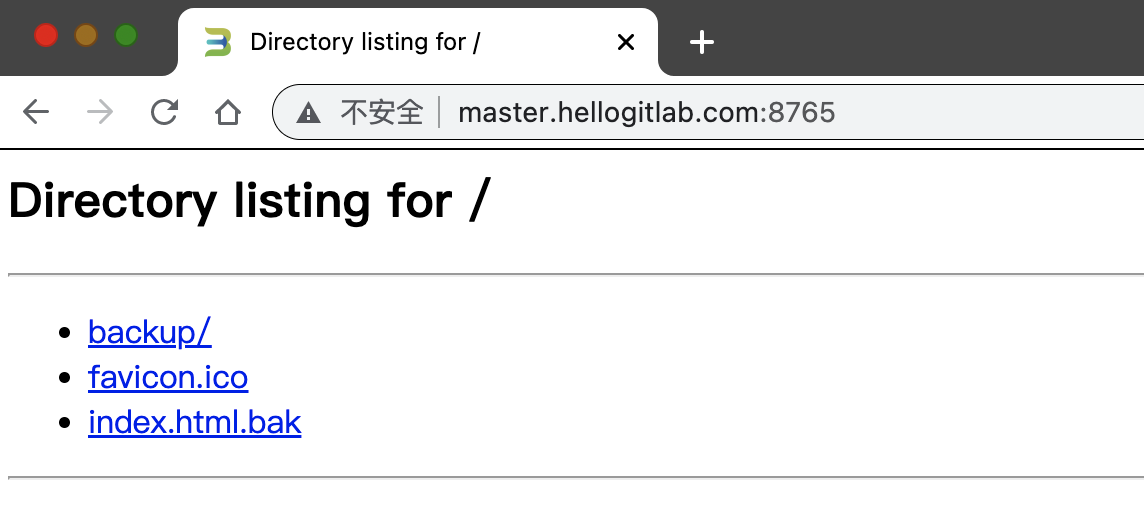 Directory listing for /
不安全 master.hellogitlab.com:8765
Directory listing for /
backup/
favicon.ico
index.html.bak